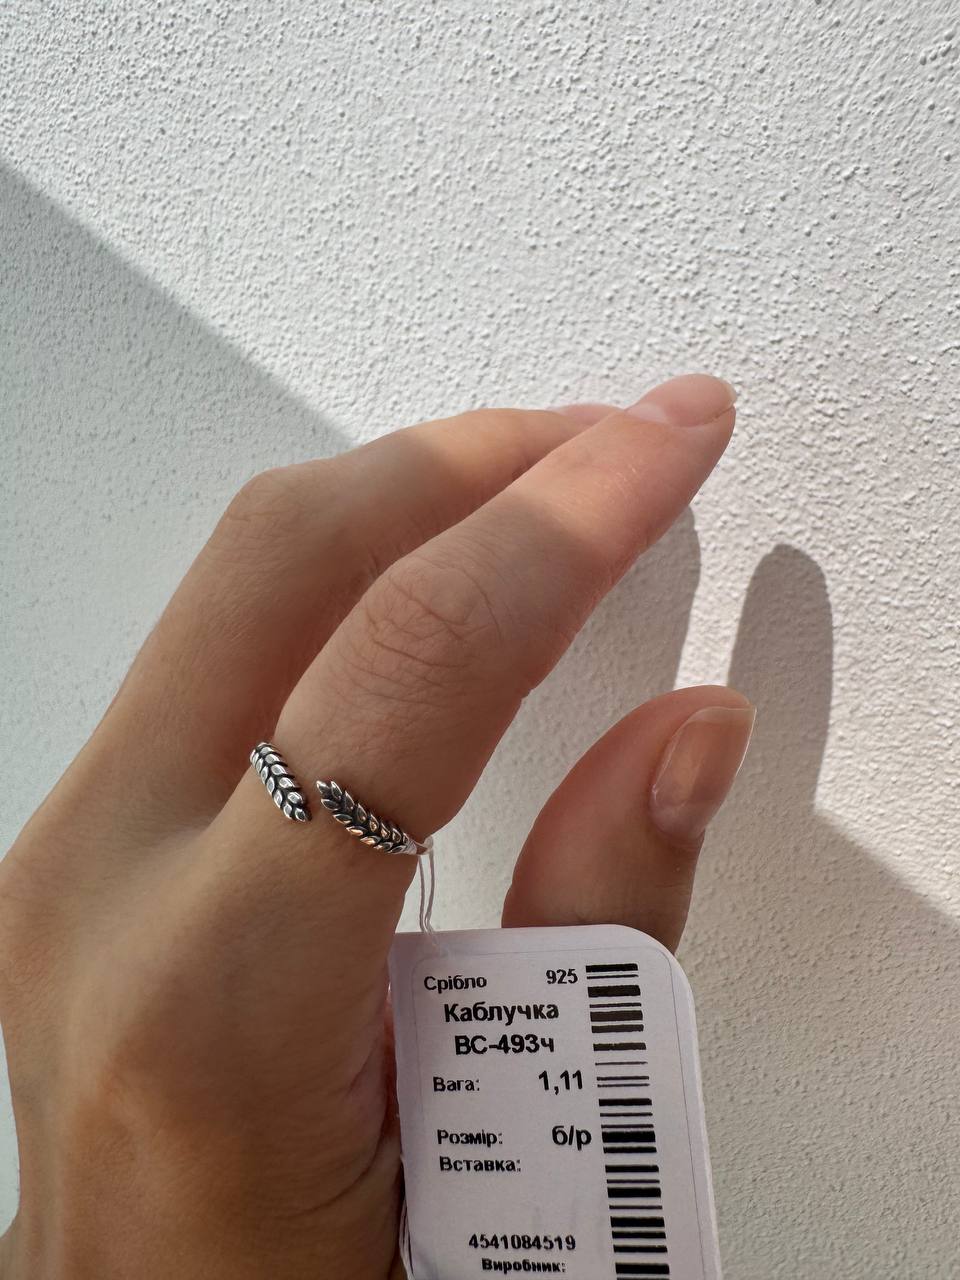 Срібло 925
Каблучка
ВС-493ч
Вага: 1,11
Розмір: б/р
Вставка:
4541084519
Виробник: